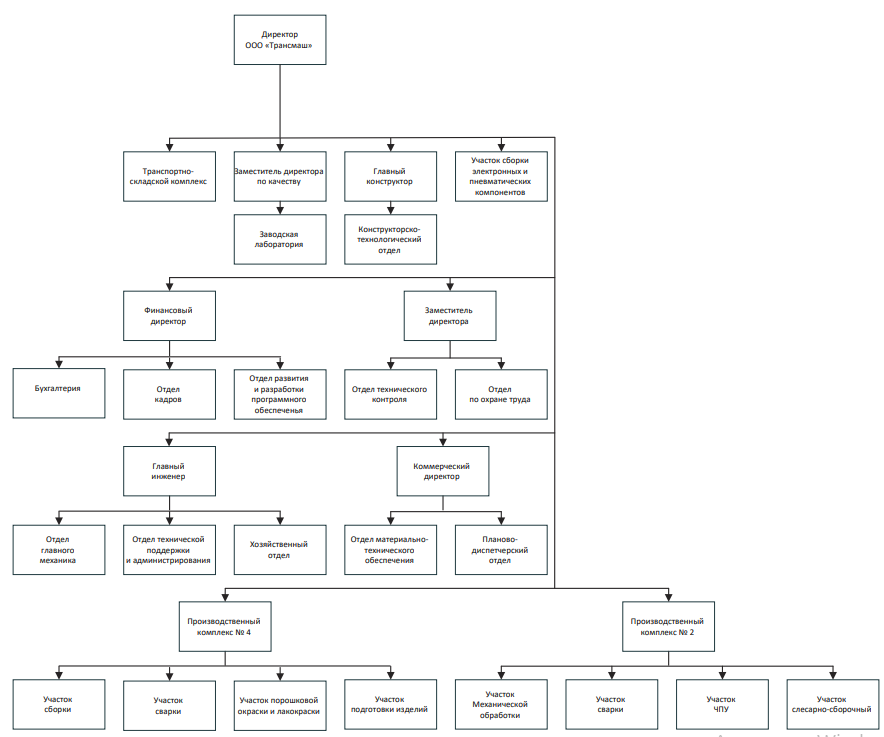 Директор
ООО «Трансмаш»
Транспортно-
складской комплекс
Заместитель директора
по качеству
Главный
конструктор
Участок сборки
электронных и
пневматических
компонентов
Заводская
лаборатория
Конструкторско-
технологический
отдел
Финансовый
директор
Заместитель
директора
Бухгалтерия
Отдел
кадров
Отдел развития
и разработки
программного
обеспеченья
Отдел технического
контроля
Отдел
по охране труда
Главный
инженер
Коммерческий
директор
Отдел
главного
механика
Отдел технической
поддержки
и администрирования
Хозяйственный
отдел
Отдел материально-
технического
обеспечения
Планово-
диспетчерский
отдел
Производственный
комплекс № 4
Производственный
комплекс № 2
Участок
сборки
Участок
сварки
Участок порошковой
окраски и лакокраски
Участок
подготовки изделий
Участок
Механической
обработки
Участок
сварки
Участок
ЧПУ
Участок
слесарно-сборочный